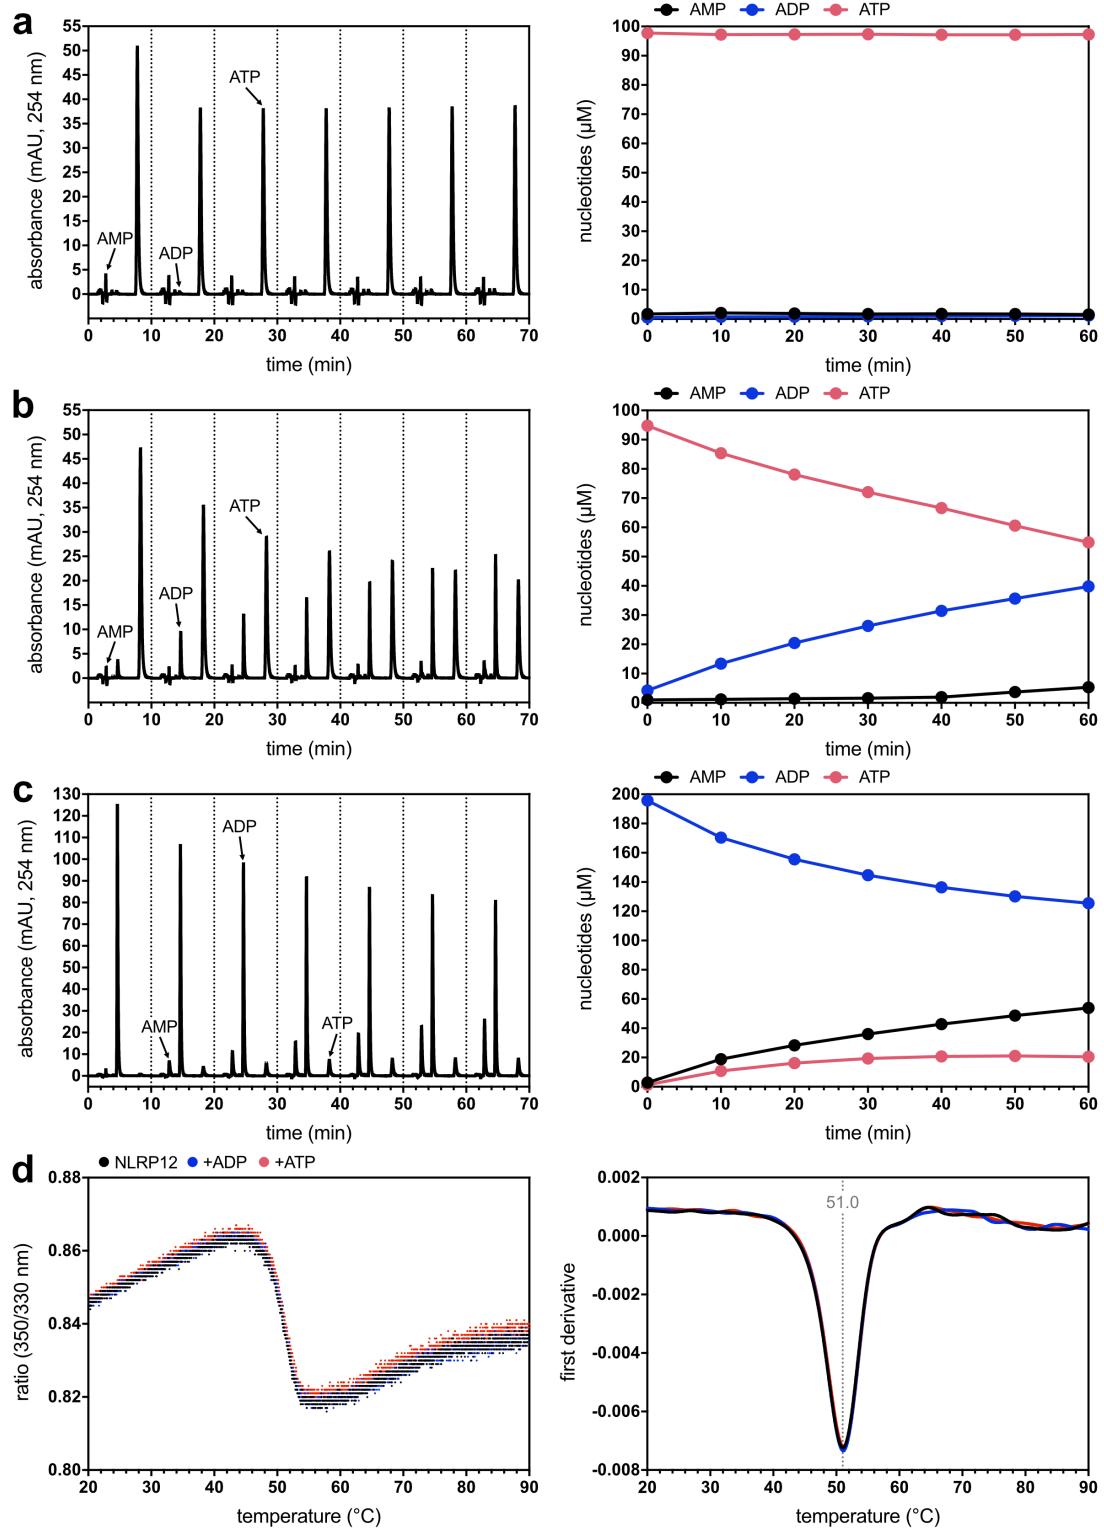 a
absorbance (mAU, 254 nm)
55
50
45
40
35
30
25
20
15
10
5
0
AMP
ADP
ATP
0 10 20 30 40 50 60 70
time (min)
AMP ADP ATP
nucleotides (µM)
100
90
80
70
60
50
40
30
20
10
0
0 10 20 30 40 50 60
time (min)
b
absorbance (mAU, 254 nm)
55
50
45
40
35
30
25
20
15
10
5
0
AMP
ADP
ATP
0 10 20 30 40 50 60 70
time (min)
AMP ADP ATP
nucleotides (µM)
100
90
80
70
60
50
40
30
20
10
0
0 10 20 30 40 50 60
time (min)
c
absorbance (mAU, 254 nm)
130
120
110
100
90
80
70
60
50
40
30
20
10
0
ADP
AMP
ATP
0 10 20 30 40 50 60 70
time (min)
AMP ADP ATP
nucleotides (µM)
200
180
160
140
120
100
80
60
40
20
0
0 10 20 30 40 50 60
time (min)
d
NLRP12 +ADP +ATP
ratio (350/330 nm)
0.88
0.86
0.84
0.82
0.80
20 30 40 50 60 70 80 90
temperature (°C)
first derivative
0.002
0.000
-0.002
-0.004
-0.006
-0.008
51.0
20 30 40 50 60 70 80 90
temperature (°C)